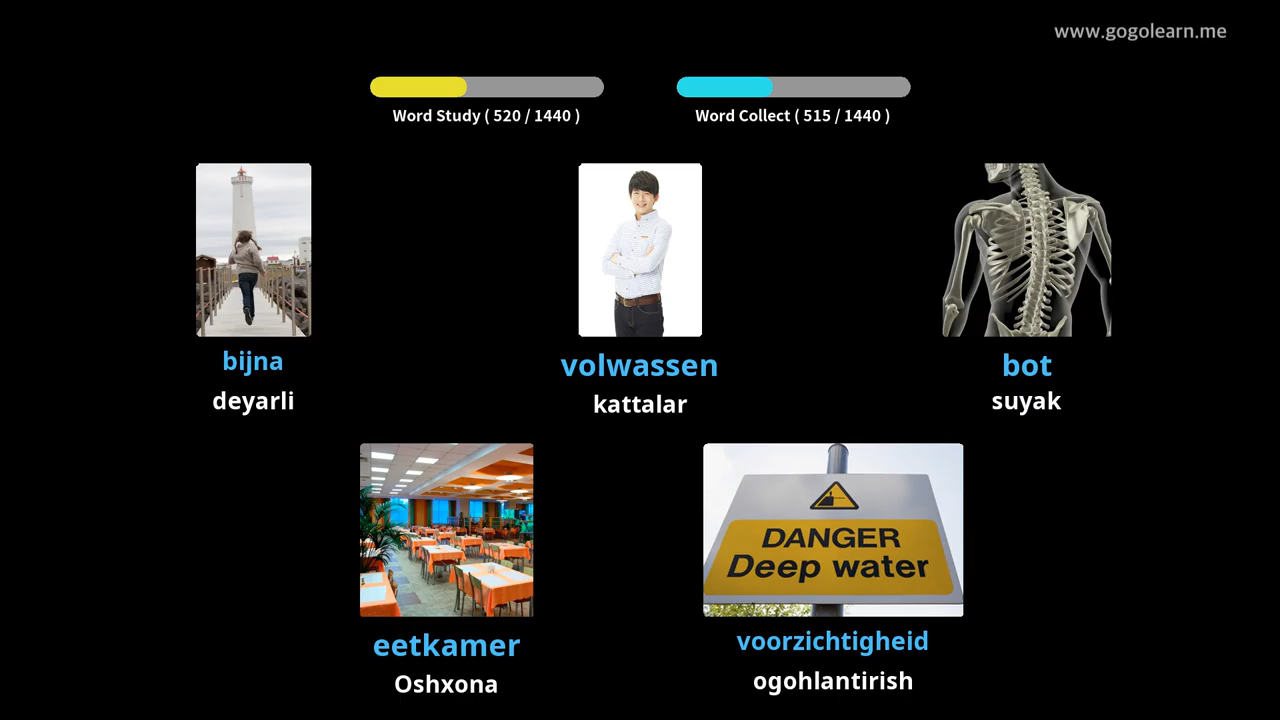 www.gogolearn.me
Word Study ( 520 / 1440 )
Word Collect ( 515 / 1440 )
bijna
deyarli
volwassen
kattalar
bot
suyak
DANGER
Deep water
eetkamer
Oshxona
voorzichtigheid
ogohlantirish